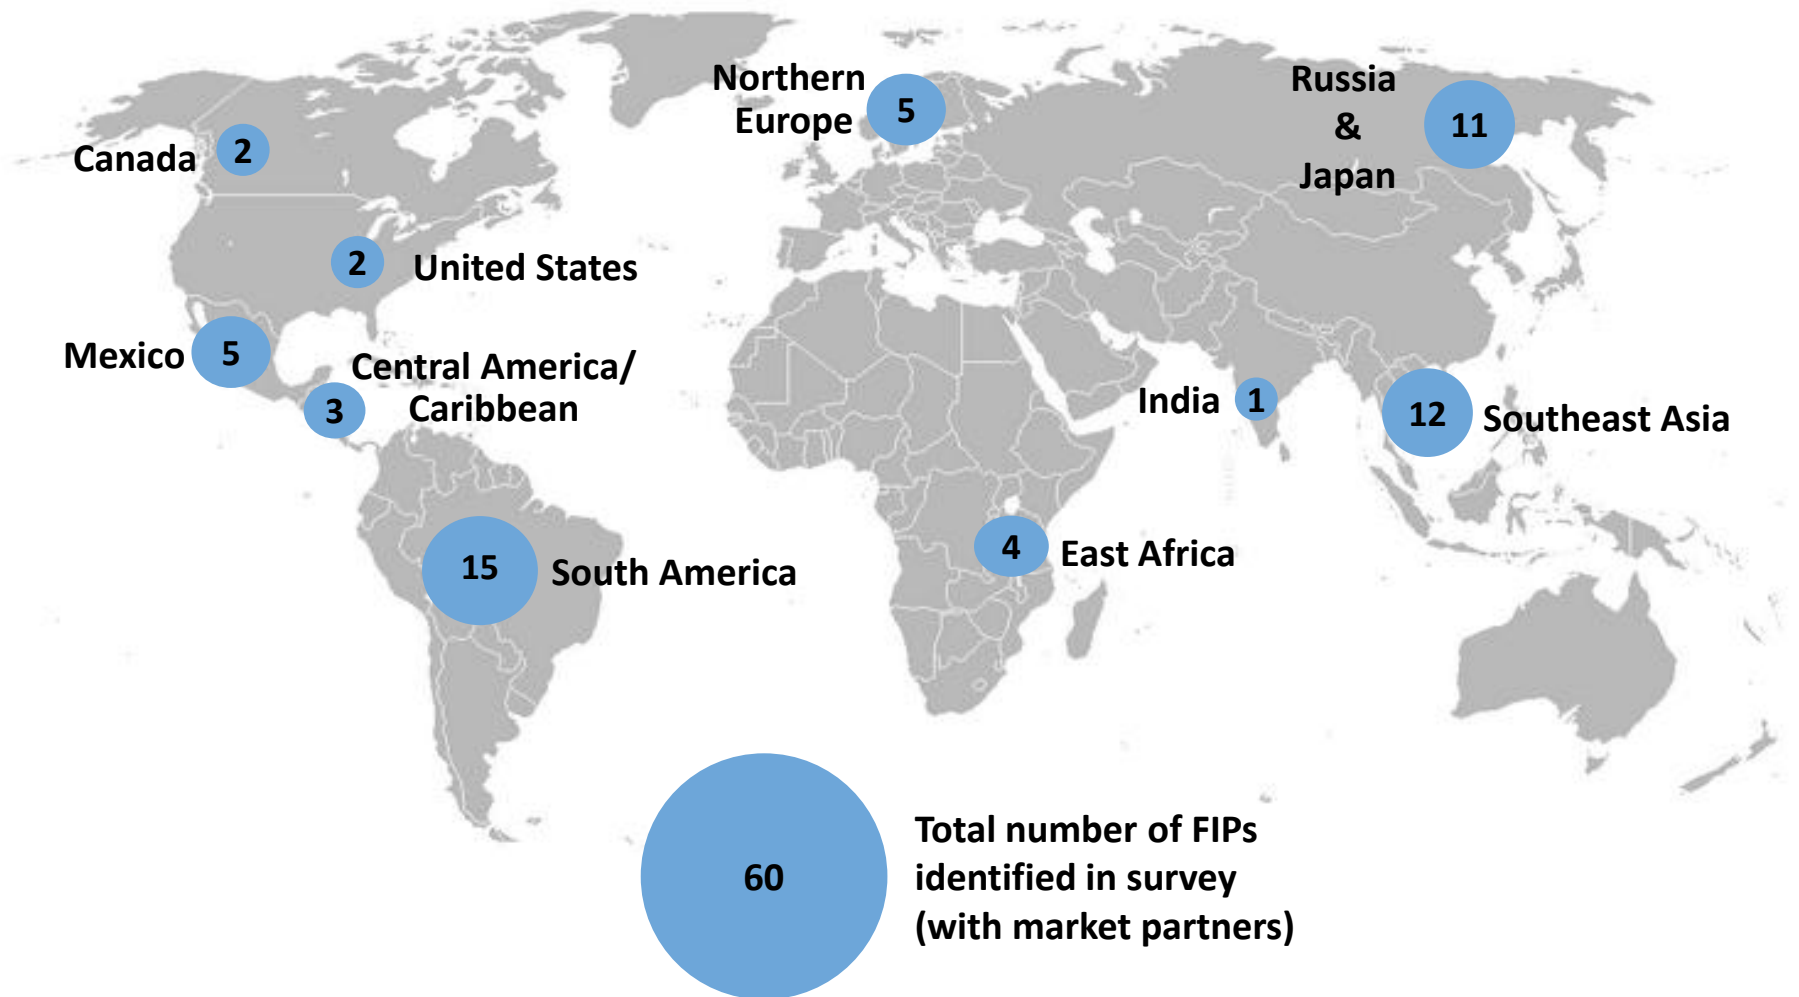 Northern
Europe
5
Russia
&
Japan
11
Canada
2
2
United States
Mexico
5
Central America/
Caribbean
3
India
1
12
Southeast Asia
15
South America
4
East Africa
60
Total number of FIPs
identified in survey
(with market partners)